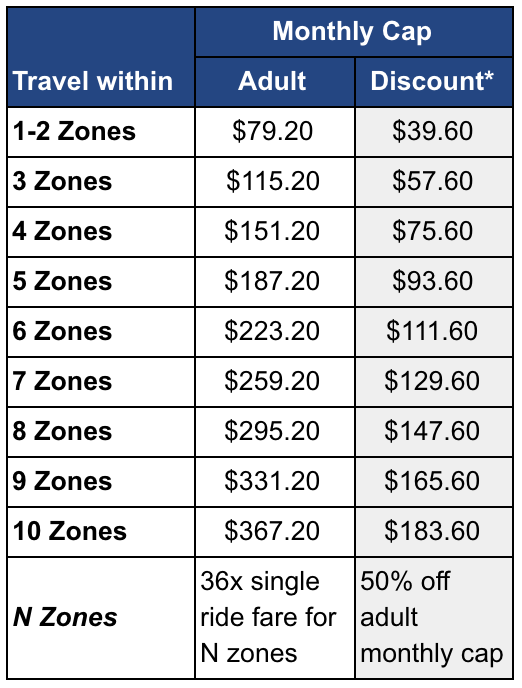 Monthly Cap
Travel within Adult Discount*
1-2 Zones $79.20 $39.60
3 Zones $115.20 $57.60
4 Zones $151.20 $75.60
5 Zones $187.20 $93.60
6 Zones $223.20 $111.60
7 Zones $259.20 $129.60
8 Zones $295.20 $147.60
9 Zones $331.20 $165.60
10 Zones $367.20 $183.60
N Zones
36x single
ride fare for
N zones
50% off
adult
monthly cap